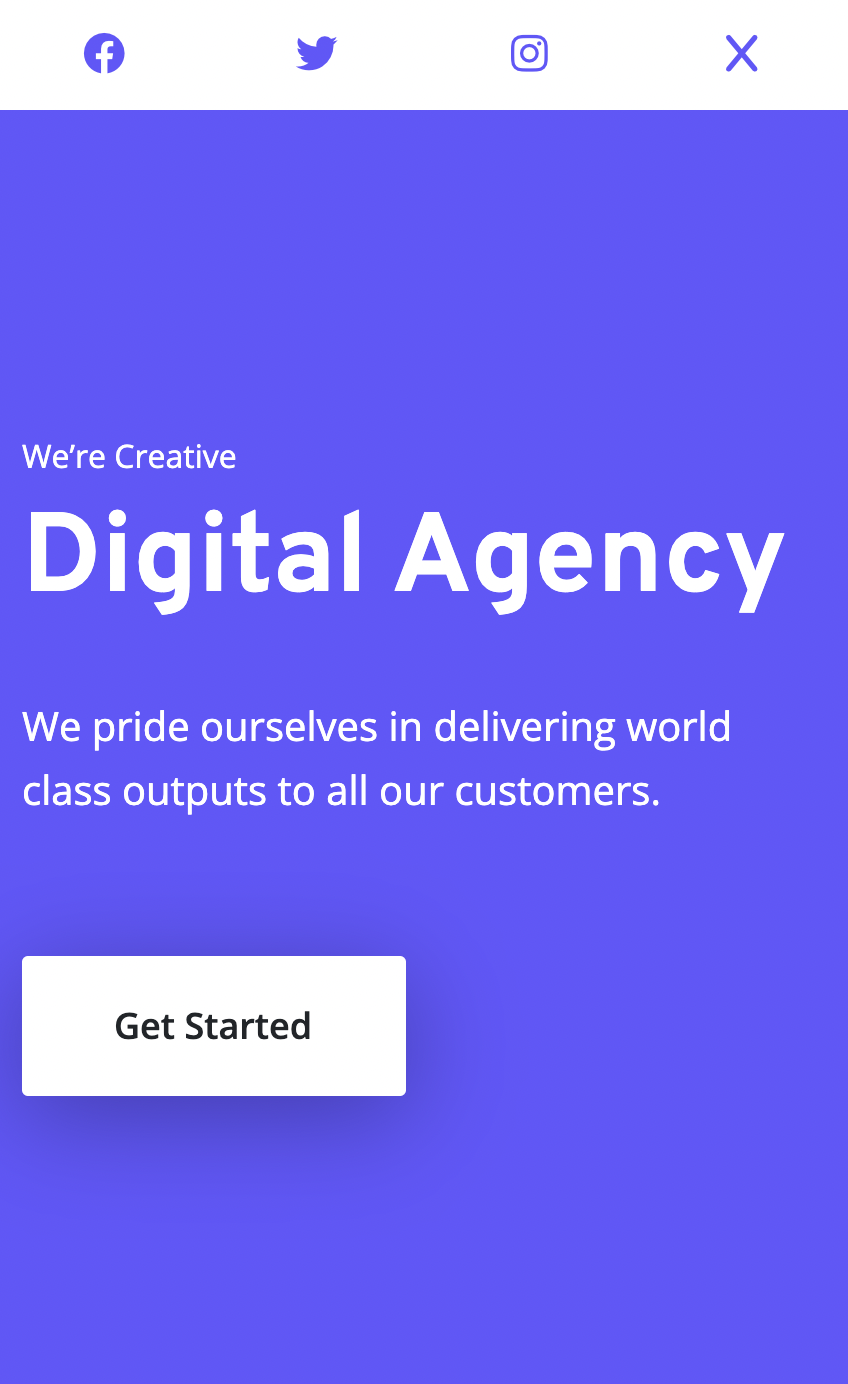 We’re Creative
Digital Agency
We pride ourselves in delivering world
class outputs to all our customers.
Get Started